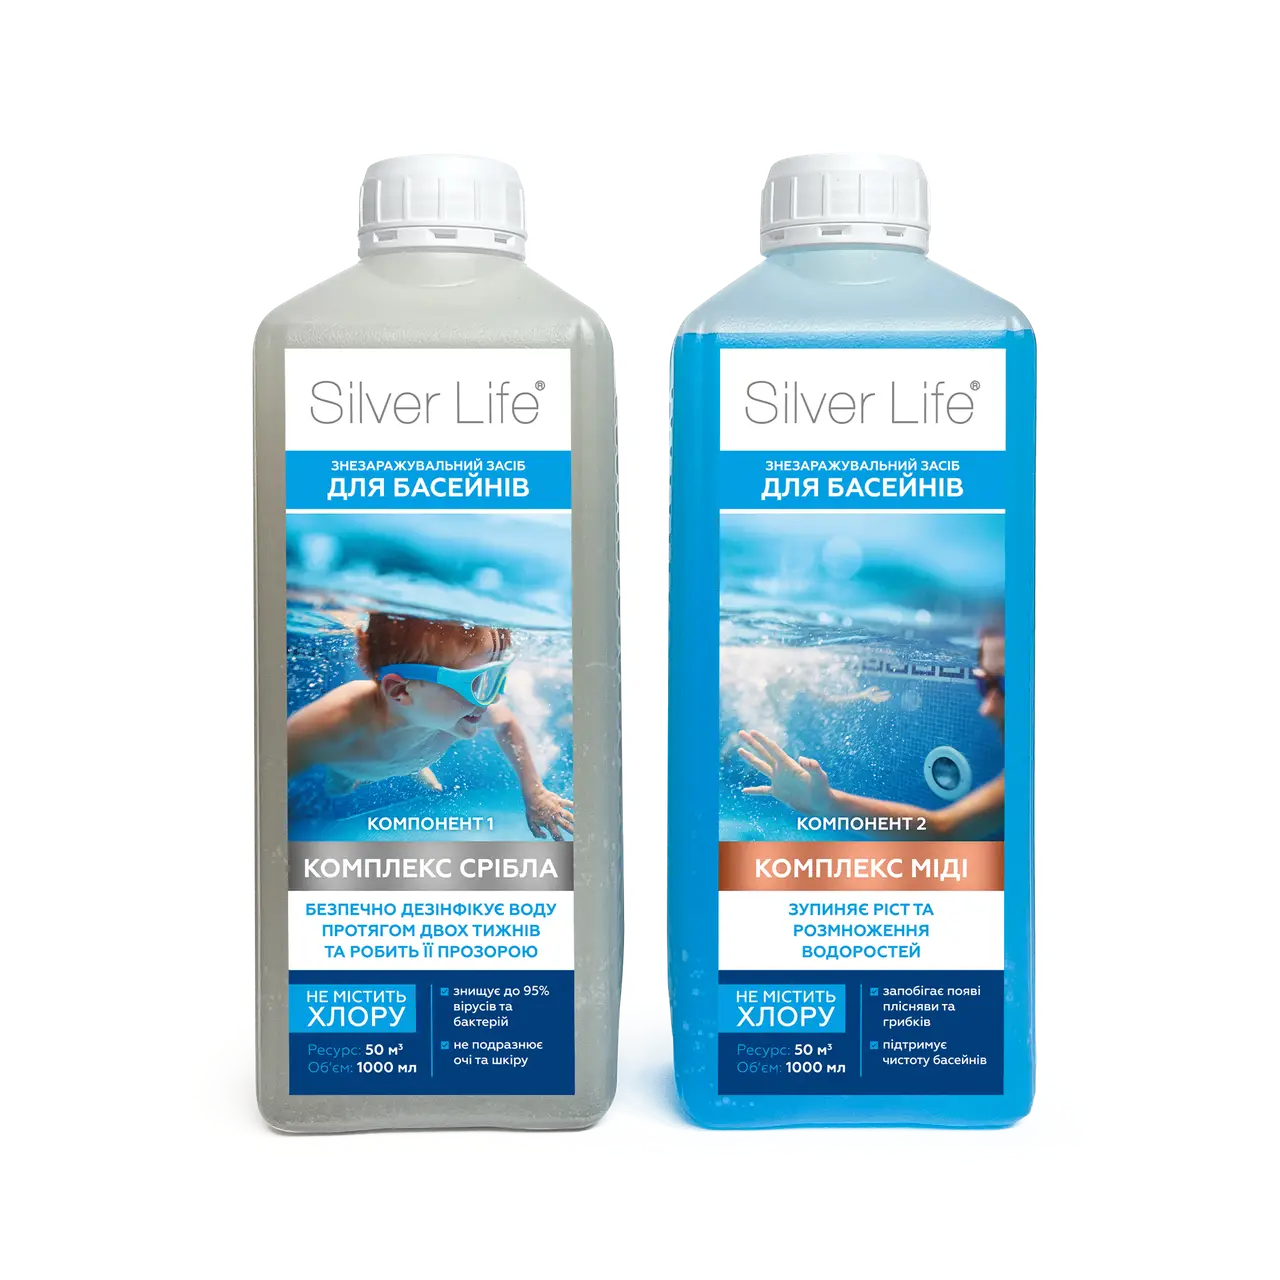 Silver Life®
ЗНЕЗАРАЖУВАЛЬНИЙ ЗАСІБ
ДЛЯ БАСЕЙНІВ
КОМПОНЕНТ 1
КОМПЛЕКС СРІБЛА
БЕЗПЕЧНО ДЕЗІНФІКУЄ ВОДУ
ПРОТЯГОМ ДВОХ ТИЖНІВ
ТА РОБИТЬ ЇЇ ПРОЗОРОЮ
НЕ МІСТИТЬ
ХЛОРУ
Ресурс: 50 м³
Об'єм: 1000 мл
знищує до 95%
вірусів та
бактерій
не подразнює
очі та шкіру
Silver Life®
ЗНЕЗАРАЖУВАЛЬНИЙ ЗАСІБ
ДЛЯ БАСЕЙНІВ
КОМПОНЕНТ 2
КОМПЛЕКС МІДІ
ЗУПИНЯЄ РІСТ ТА
РОЗМНОЖЕННЯ
ВОДОРОСТЕЙ
НЕ МІСТИТЬ
ХЛОРУ
Ресурс: 50 м³
Об'єм: 1000 мл
запобігає появі
плісняви та
грибків
підтримує
чистоту басейнів